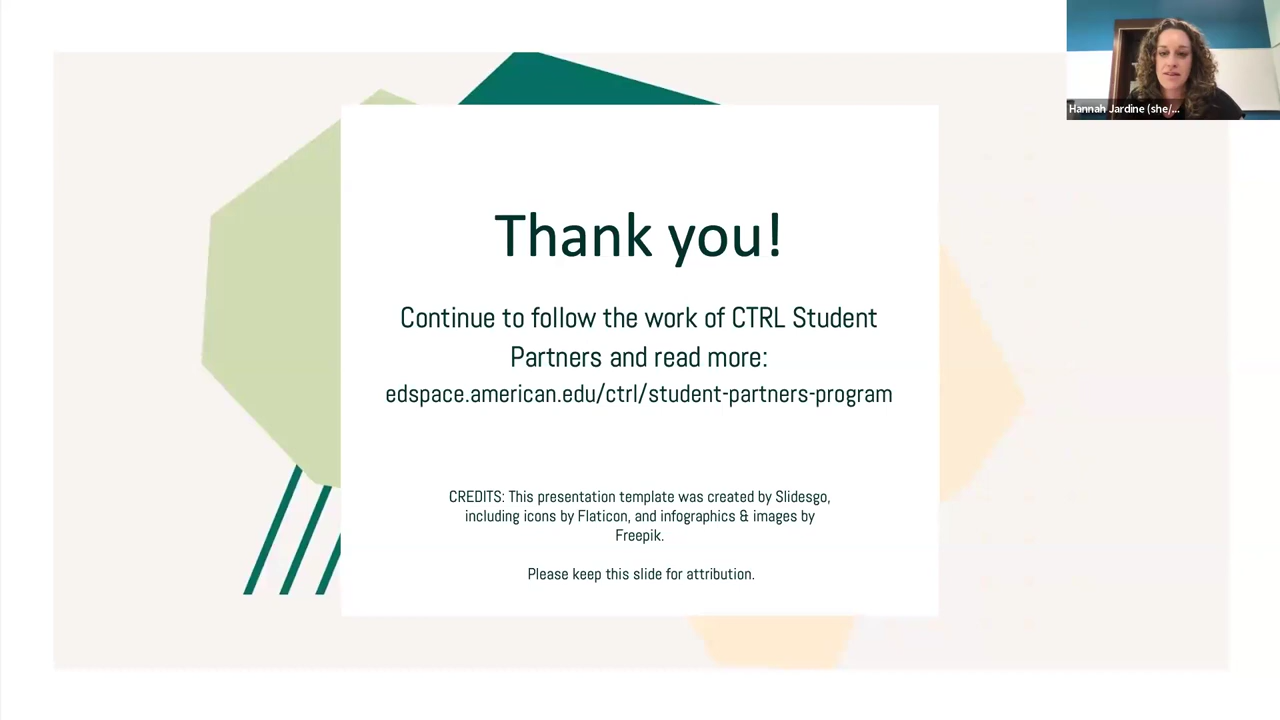 Hannah Jardine (she/...
Thank you!
Continue to follow the work of CTRL Student
Partners and read more:
edspace.american.edu/ctrl/student-partners-program
CREDITS: This presentation template was created by Slidesgo,
including icons by Flaticon, and infographics & images by
Freepik.
Please keep this slide for attribution.